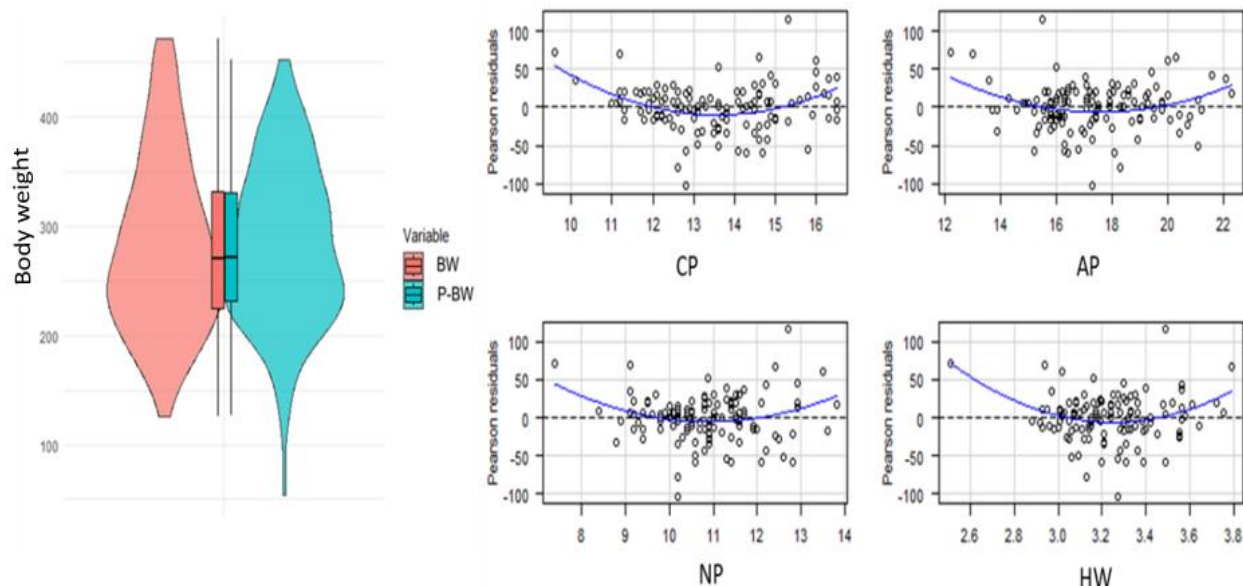 Body weight
400
300
200
100
Variable
BW
P-BW
Pearson residuals
100
50
0
-50
-100
10 11 12 13 14 15 16
CP
Pearson residuals
100
50
0
-50
-100
12 14 16 18 20 22
AP
Pearson residuals
100
50
0
-50
-100
8 9 10 11 12 13 14
NP
Pearson residuals
100
50
0
-50
-100
2.6 2.8 3.0 3.2 3.4 3.6 3.8
HW